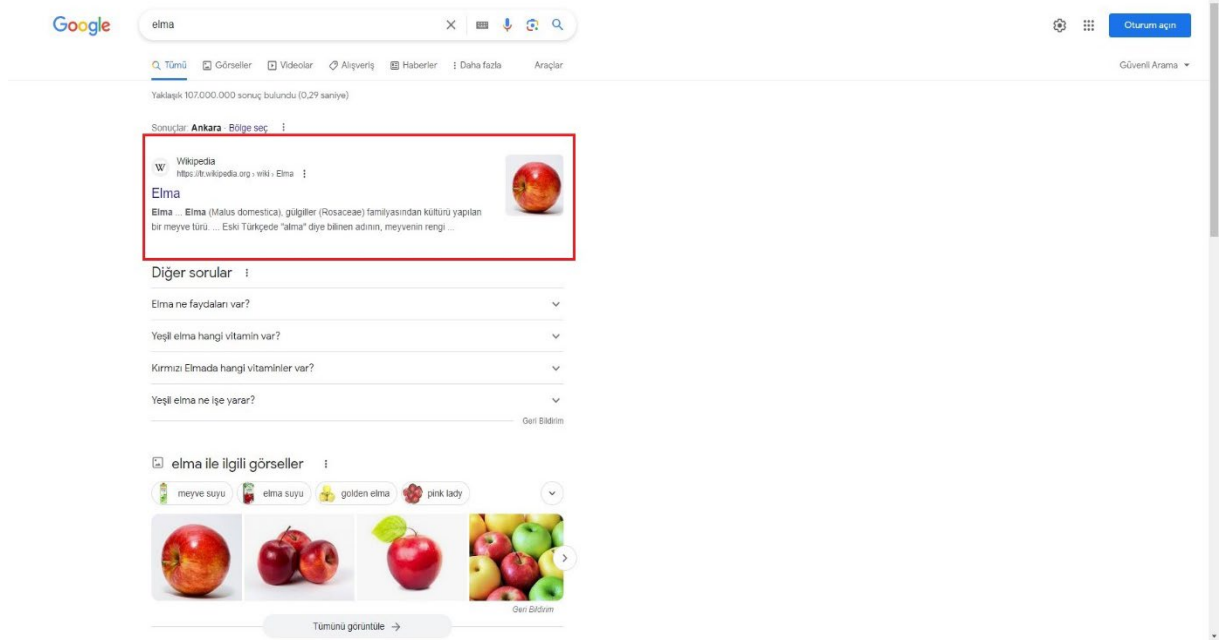 Google
elma
Oturum açın
Tümü Görseller Videolar Alışveriş Haberler Daha fazla Araçlar
Güvenli Arama
Yaklaşık 107.000.000 sonuç bulundu (0,29 saniye)
Sonuçlar: Ankara · Bölge seç
W
Wikipedia
https://tr.wikipedia.org › wiki › Elma
Elma
Elma ... Elma (Malus domestica), gülgiller (Rosaceae) familyasından kültürü yapılan
bir meyve türü. ... Eski Türkçede "alma" diye bilinen adının, meyvenin rengi ...
Diğer sorular
Elma ne faydaları var?
Yeşil elma hangi vitamin var?
Kırmızı Elmada hangi vitaminler var?
Yeşil elma ne işe yarar?
Geri Bildirim
elma ile ilgili görseller
meyve suyu elma suyu golden elma pink lady
Geri Bildirim
Tümünü görüntüle →